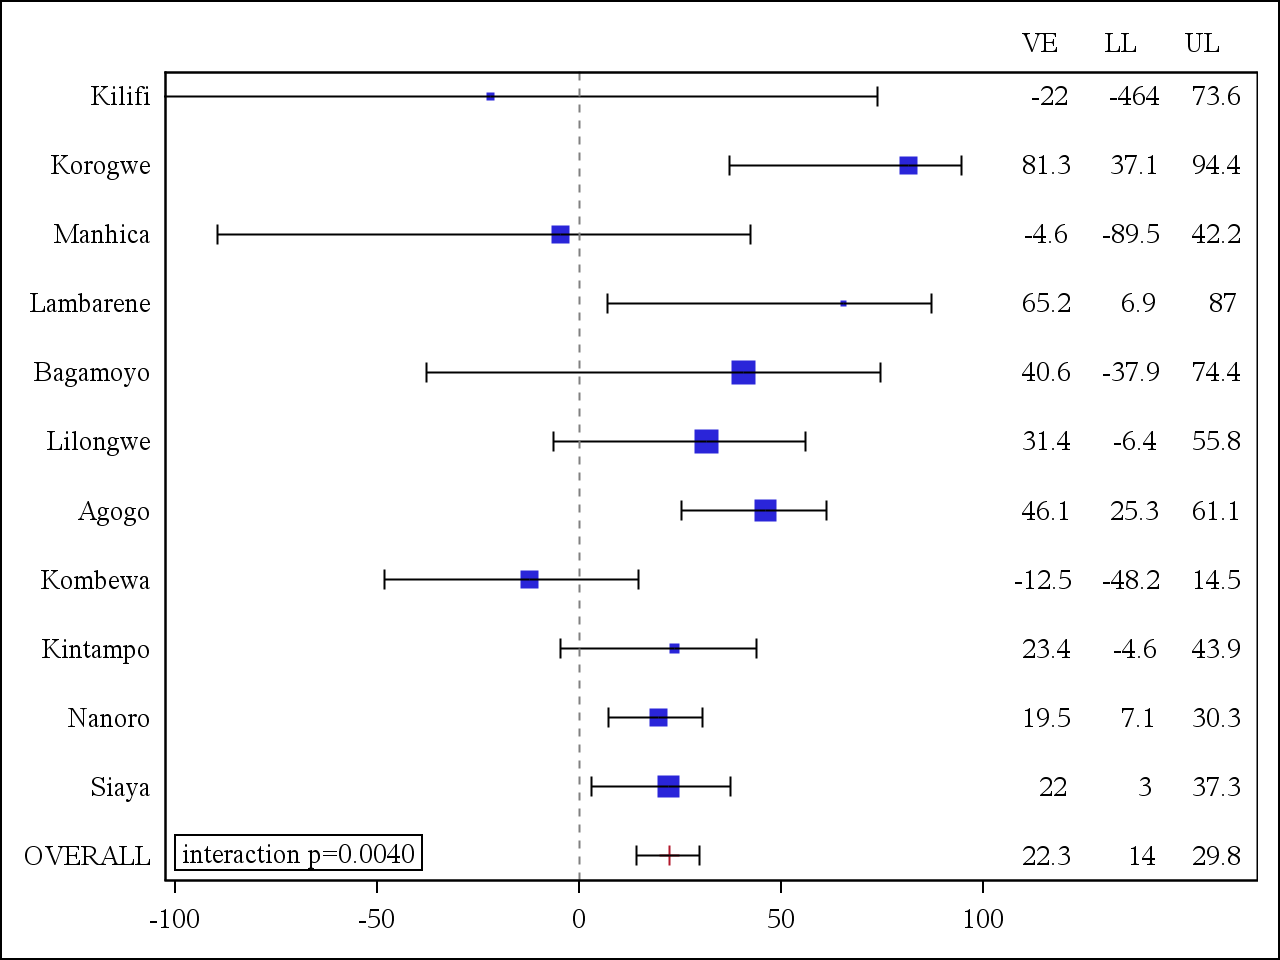 VE LL UL
Kilifi -22 -464 73.6
Korogwe 81.3 37.1 94.4
Manhica -4.6 -89.5 42.2
Lambarene 65.2 6.9 87
Bagamoyo 40.6 -37.9 74.4
Lilongwe 31.4 -6.4 55.8
Agogo 46.1 25.3 61.1
Kombewa -12.5 -48.2 14.5
Kintampo 23.4 -4.6 43.9
Nanoro 19.5 7.1 30.3
Siaya 22 3 37.3
OVERALL interaction p=0.0040 22.3 14 29.8
-100 -50 0 50 100